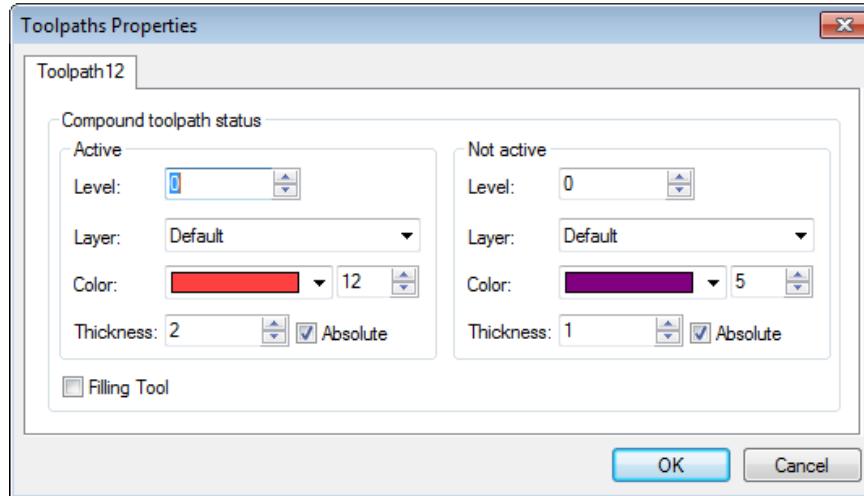 Toolpaths Properties
Toolpath12
Compound toolpath status
Active
Level: 0
Layer: Default
Color: 12
Thickness: 2 Absolute
Not active
Level: 0
Layer: Default
Color: 5
Thickness: 1 Absolute
Filling Tool
OK Cancel